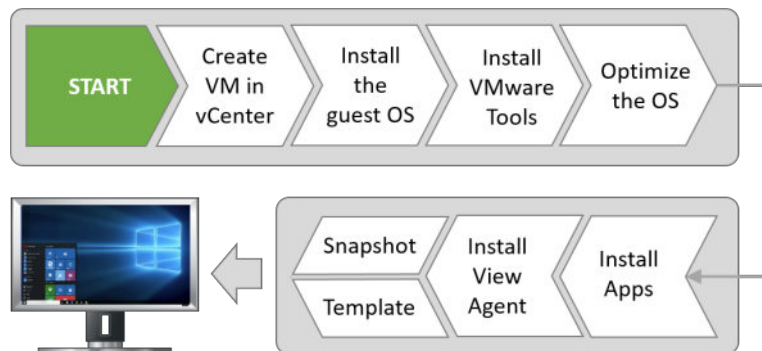 START
Create
VM in
vCenter
Install
the
guest OS
Install
VMware
Tools
Optimize
the OS
Install
Apps
Install
View
Agent
Snapshot
Template